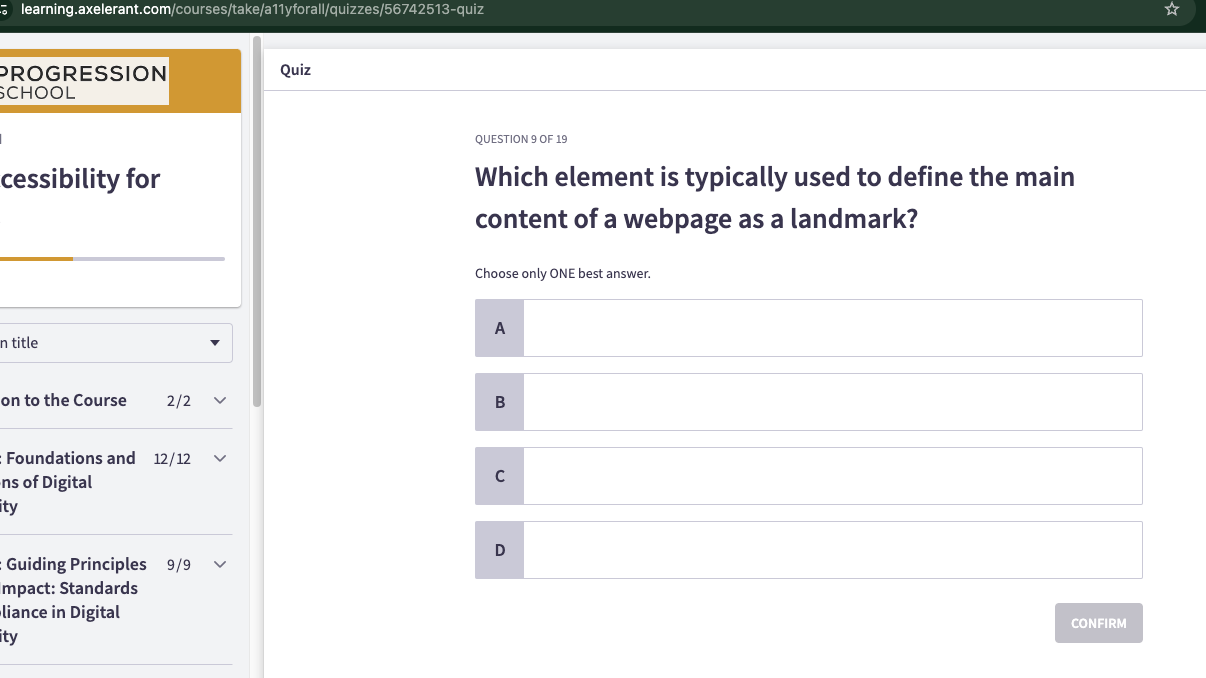 learning.axelerant.com/courses/take/a11yforall/quizzes/56742513-quiz
PROGRESSION
SCHOOL
cessibility for
n title
on to the Course 2/2
: Foundations and 12/12
ns of Digital
ity
: Guiding Principles 9/9
Impact: Standards
liance in Digital
ity
Quiz
QUESTION 9 OF 19
Which element is typically used to define the main
content of a webpage as a landmark?
Choose only ONE best answer.
A
B
C
D
CONFIRM